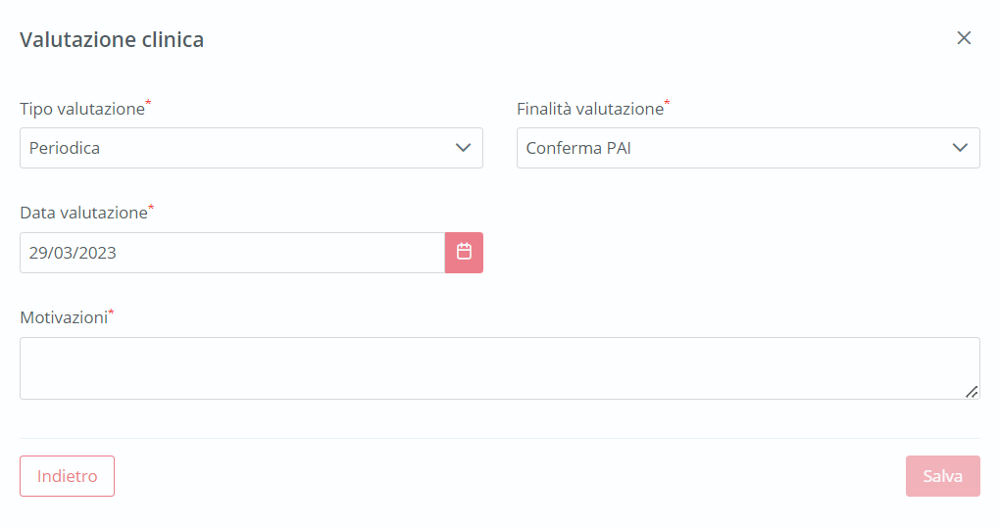 Valutazione clinica
Tipo valutazione* Finalità valutazione*
Periodica Conferma PAI
Data valutazione*
29/03/2023
Motivazioni*
Indietro Salva